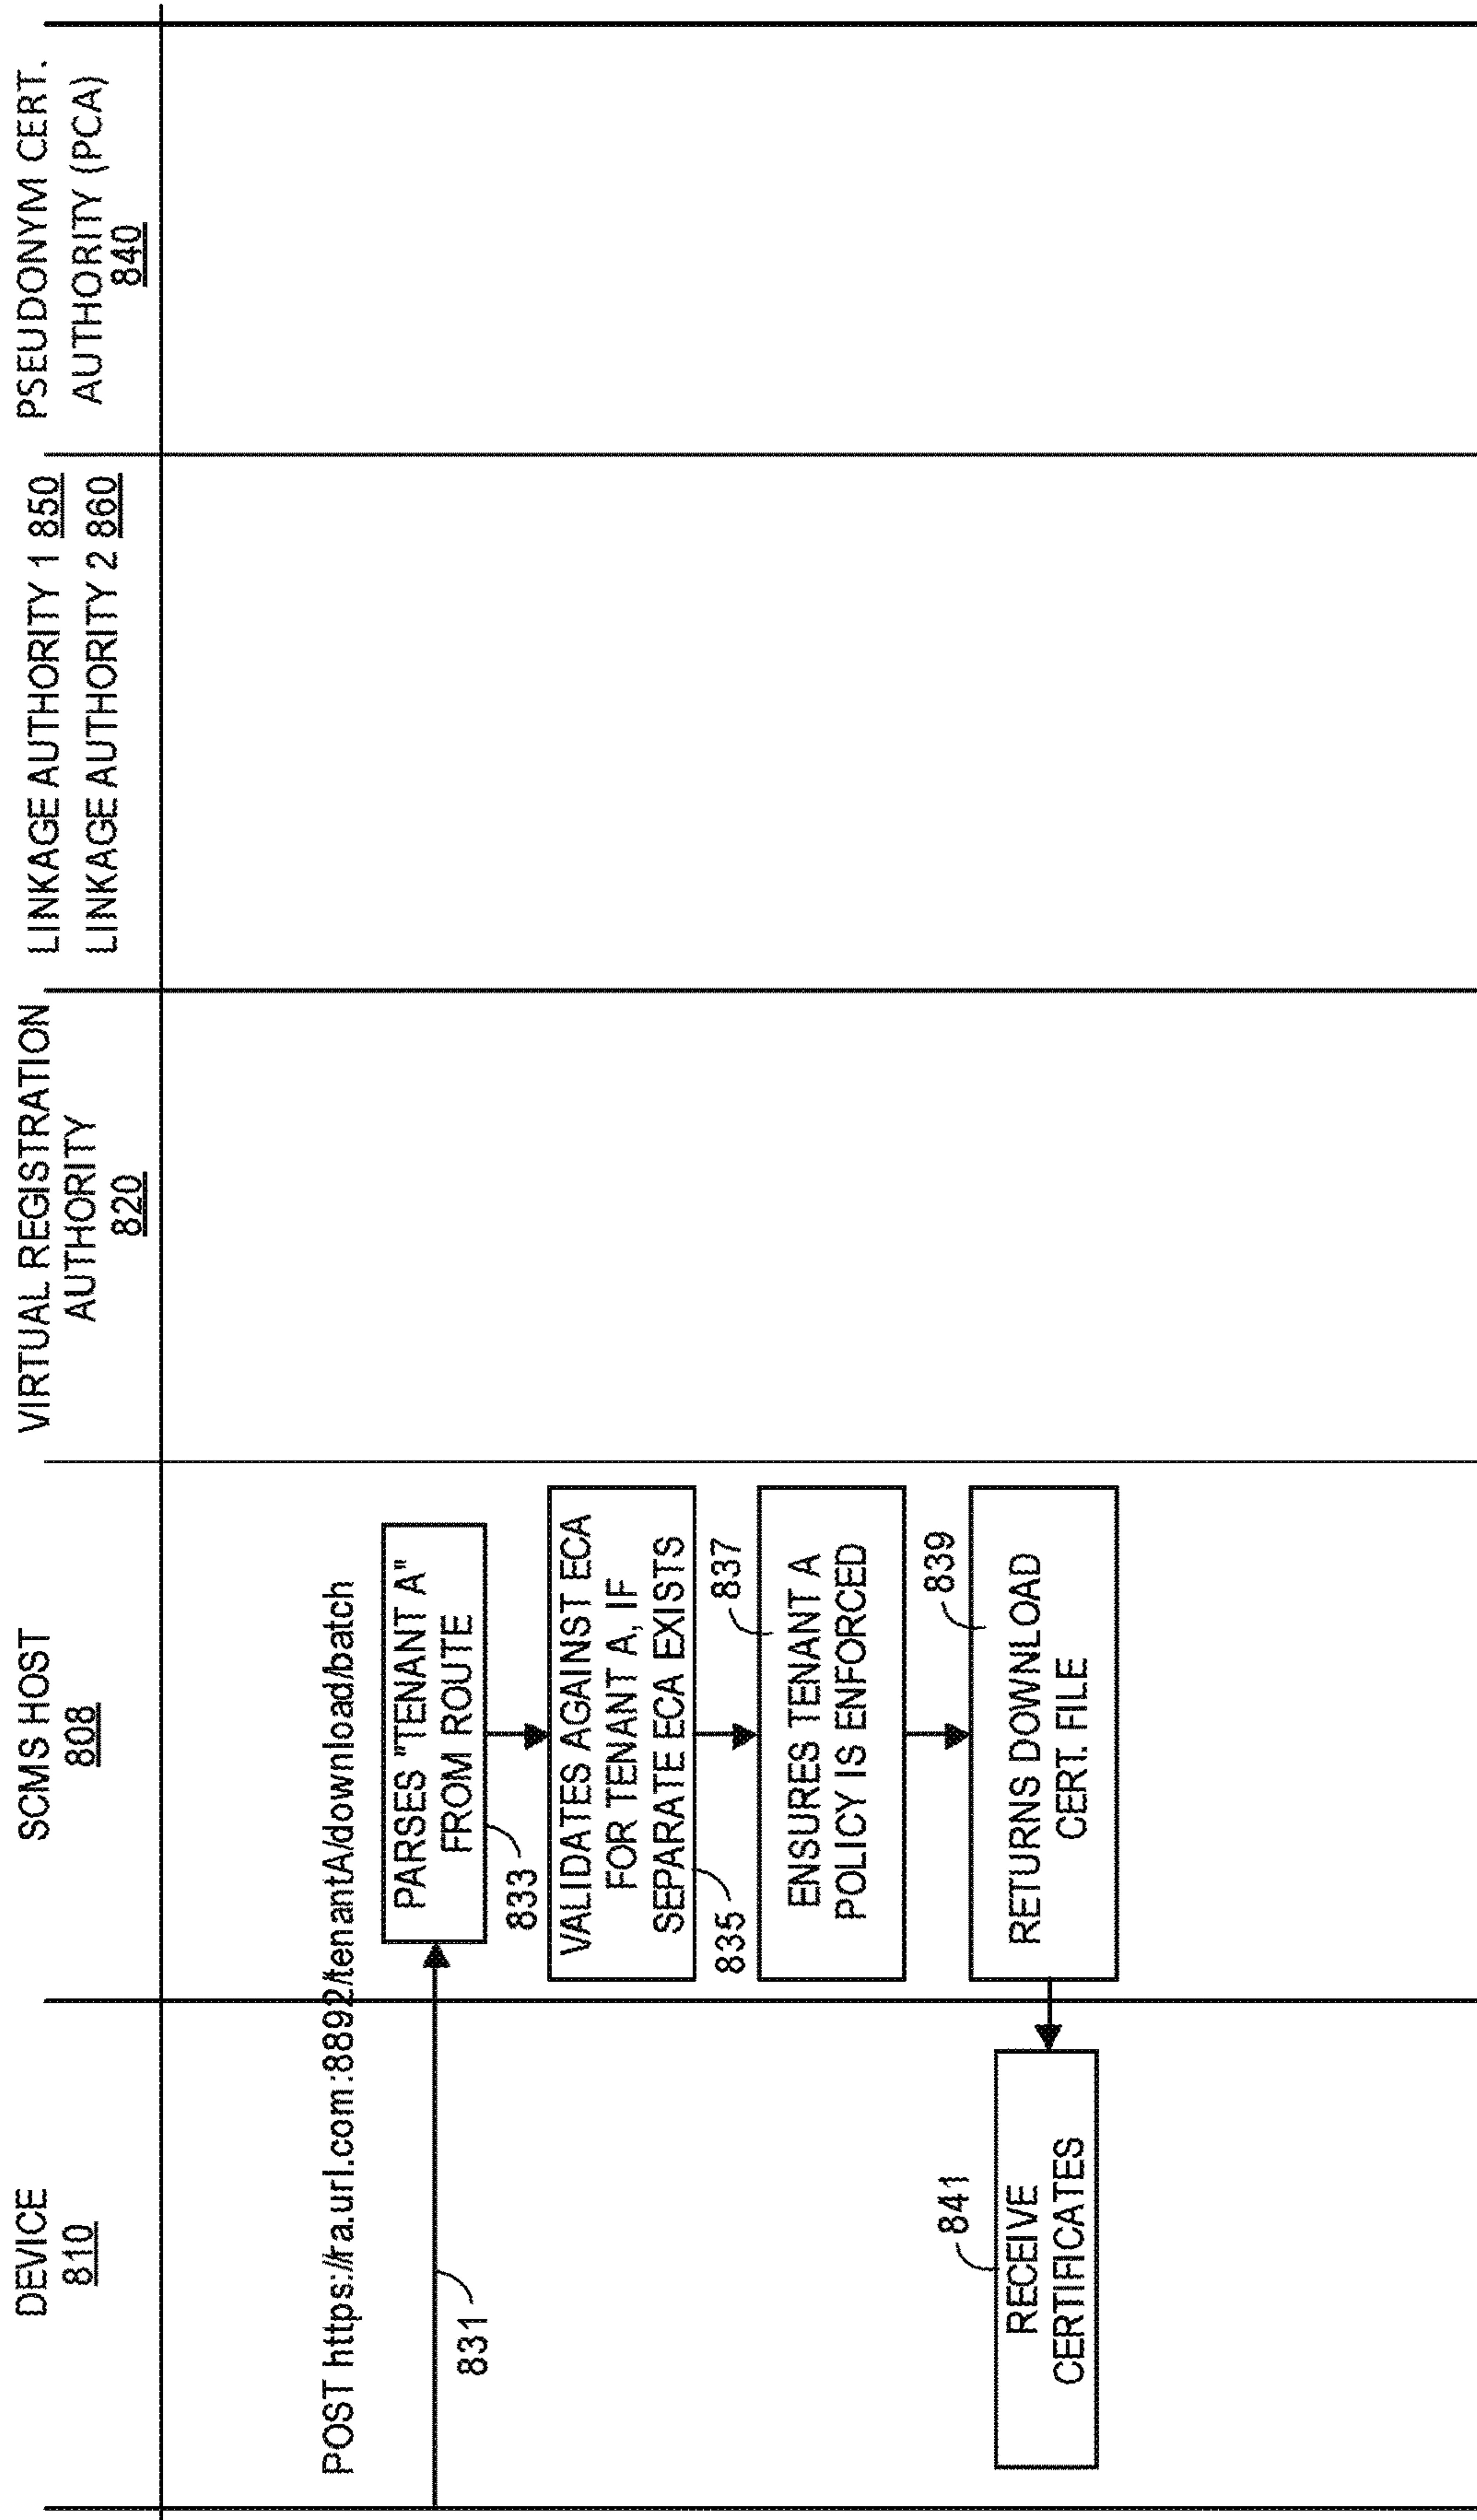 DEVICE
810
SCMS HOST
808
VIRTUAL REGISTRATION
AUTHORITY
820
LINKAGE AUTHORITY 1 850
LINKAGE AUTHORITY 2 860
PSEUDONYM CERT.
AUTHORITY (PCA)
840
POST https://ra.url.com:8892/tenantA/download/batch
831
PARSES "TENANT A"
FROM ROUTE
833
VALIDATES AGAINST ECA
FOR TENANT A, IF
SEPARATE ECA EXISTS
835
837
ENSURES TENANT A
POLICY IS ENFORCED
839
RETURNS DOWNLOAD
CERT. FILE
841
RECEIVE
CERTIFICATES